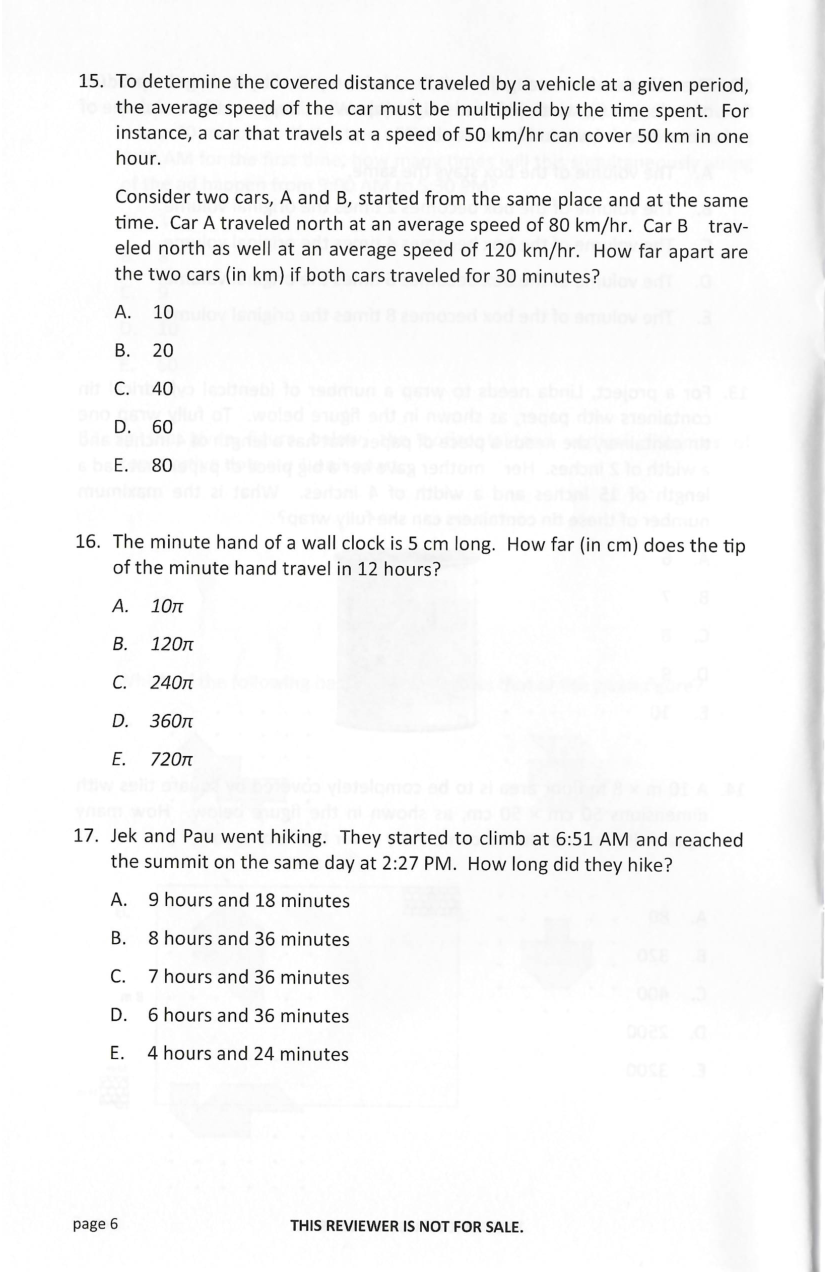 15. To determine the covered distance traveled by a vehicle at a given period,
the average speed of the car must be multiplied by the time spent. For
instance, a car that travels at a speed of 50 km/hr can cover 50 km in one
hour.
Consider two cars, A and B, started from the same place and at the same
time. Car A traveled north at an average speed of 80 km/hr. Car B trav-
eled north as well at an average speed of 120 km/hr. How far apart are
the two cars (in km) if both cars traveled for 30 minutes?
A. 10
B. 20
C. 40
D. 60
E. 80
16. The minute hand of a wall clock is 5 cm long. How far (in cm) does the tip
of the minute hand travel in 12 hours?
A. 10π
B. 120π
C. 240π
D. 360π
E. 720π
17. Jek and Pau went hiking. They started to climb at 6:51 AM and reached
the summit on the same day at 2:27 PM. How long did they hike?
A. 9 hours and 18 minutes
B. 8 hours and 36 minutes
C. 7 hours and 36 minutes
D. 6 hours and 36 minutes
E. 4 hours and 24 minutes
page 6 THIS REVIEWER IS NOT FOR SALE.